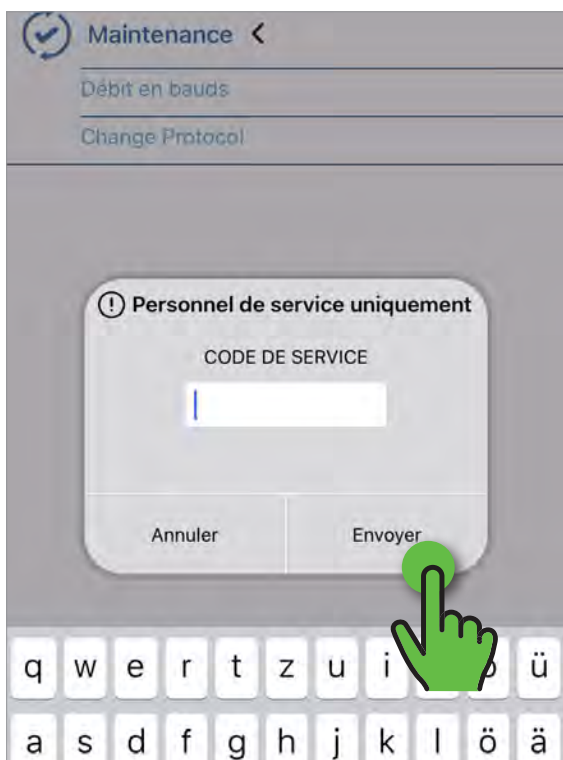 Maintenance <
Débit en bauds
Change Protocol
! Personnel de service uniquement
CODE DE SERVICE
Annuler Envoyer
q w e r t z u i ü
a s d f g h j k l ö ä